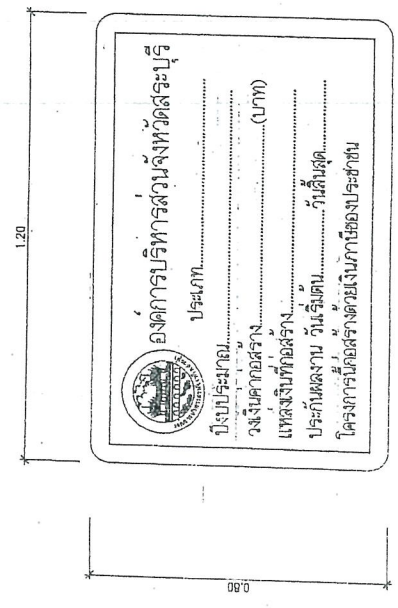 1.20
องค์การบริหารส่วนจังหวัดสระบุรี
ประเภท
ปีงบประมาณ
วงเงินค่าก่อสร้าง (บาท)
แหล่งเงินที่ก่อสร้าง
ประกันผลงาน วันเริ่มต้น วันสิ้นสุด
โครงการนี้ก่อสร้างด้วยเงินภาษีของประชาชน
0.80